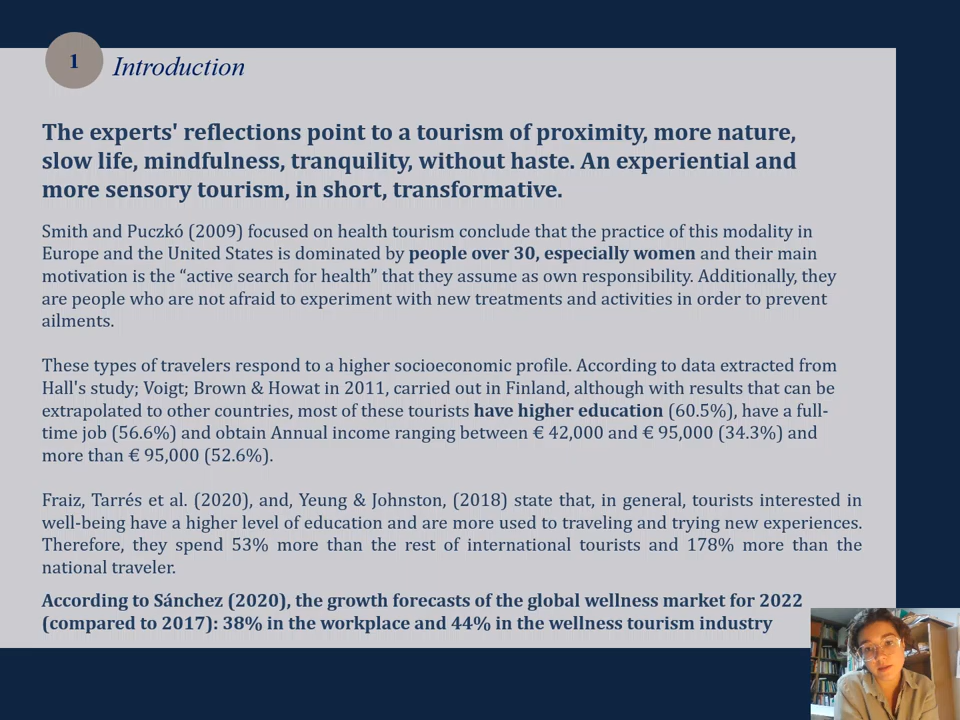 1
Introduction
The experts' reflections point to a tourism of proximity, more nature,
slow life, mindfulness, tranquility, without haste. An experiential and
more sensory tourism, in short, transformative.
Smith and Puczkó (2009) focused on health tourism conclude that the practice of this modality in
Europe and the United States is dominated by people over 30, especially women and their main
motivation is the “active search for health” that they assume as own responsibility. Additionally, they
are people who are not afraid to experiment with new treatments and activities in order to prevent
ailments.
These types of travelers respond to a higher socioeconomic profile. According to data extracted from
Hall's study; Voigt; Brown & Howat in 2011, carried out in Finland, although with results that can be
extrapolated to other countries, most of these tourists have higher education (60.5%), have a full-
time job (56.6%) and obtain Annual income ranging between € 42,000 and € 95,000 (34.3%) and
more than € 95,000 (52.6%).
Fraiz, Tarrés et al. (2020), and, Yeung & Johnston, (2018) state that, in general, tourists interested in
well-being have a higher level of education and are more used to traveling and trying new experiences.
Therefore, they spend 53% more than the rest of international tourists and 178% more than the
national traveler.
According to Sánchez (2020), the growth forecasts of the global wellness market for 2022
(compared to 2017): 38% in the workplace and 44% in the wellness tourism industry